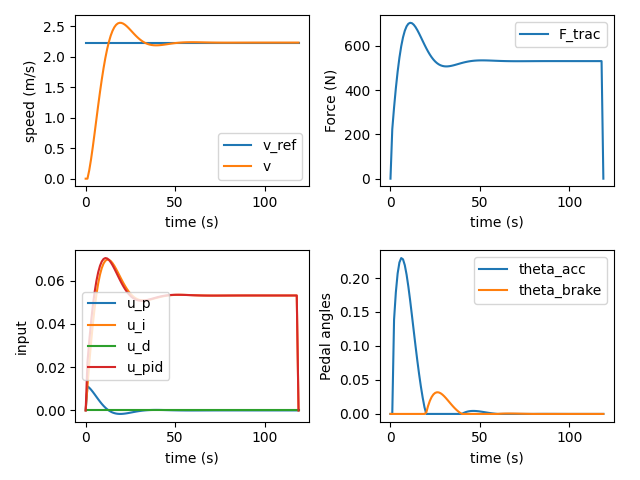 2.5
2.0
1.5
1.0
0.5
0.0
speed (m/s)
v_ref
v
0
50
100
time (s)
600
400
200
0
Force (N)
F_trac
0
50
100
time (s)
0.06
0.04
0.02
0.00
input
u_p
u_i
u_d
u_pid
0
50
100
time (s)
0.20
0.15
0.10
0.05
0.00
Pedal angles
theta_acc
theta_brake
0
50
100
time (s)